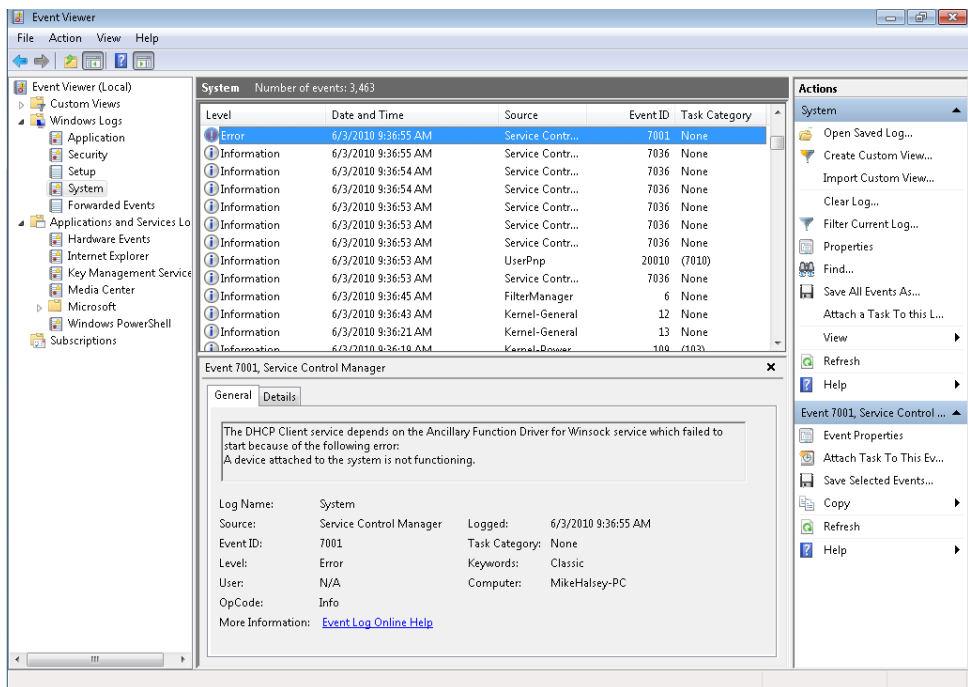 Event Viewer
File Action View Help
Event Viewer (Local)
Custom Views
Windows Logs
Application
Security
Setup
System
Forwarded Events
Applications and Services Lo
Hardware Events
Internet Explorer
Key Management Service
Media Center
Microsoft
Windows PowerShell
Subscriptions
System Number of events: 3,463
Level Date and Time Source Event ID Task Category
Error 6/3/2010 9:36:55 AM Service Contr... 7001 None
Information 6/3/2010 9:36:55 AM Service Contr... 7036 None
Information 6/3/2010 9:36:54 AM Service Contr... 7036 None
Information 6/3/2010 9:36:54 AM Service Contr... 7036 None
Information 6/3/2010 9:36:53 AM Service Contr... 7036 None
Information 6/3/2010 9:36:53 AM Service Contr... 7036 None
Information 6/3/2010 9:36:53 AM Service Contr... 7036 None
Information 6/3/2010 9:36:53 AM UserPnp 20010 (7010)
Information 6/3/2010 9:36:53 AM Service Contr... 7036 None
Information 6/3/2010 9:36:45 AM FilterManager 6 None
Information 6/3/2010 9:36:43 AM Kernel-General 12 None
Information 6/3/2010 9:36:21 AM Kernel-General 13 None
Information 6/3/2010 9:36:19 AM Kernel-Power 109 (103)
Event 7001, Service Control Manager
General Details
The DHCP Client service depends on the Ancillary Function Driver for Winsock service which failed to
start because of the following error:
A device attached to the system is not functioning.
Log Name: System
Source: Service Control Manager Logged: 6/3/2010 9:36:55 AM
Event ID: 7001 Task Category: None
Level: Error Keywords: Classic
User: N/A Computer: MikeHalsey-PC
OpCode: Info
More Information: Event Log Online Help
Actions
System
Open Saved Log...
Create Custom View...
Import Custom View...
Clear Log...
Filter Current Log...
Properties
Find...
Save All Events As...
Attach a Task To this L...
View
Refresh
Help
Event 7001, Service Control ...
Event Properties
Attach Task To This Ev...
Save Selected Events...
Copy
Refresh
Help